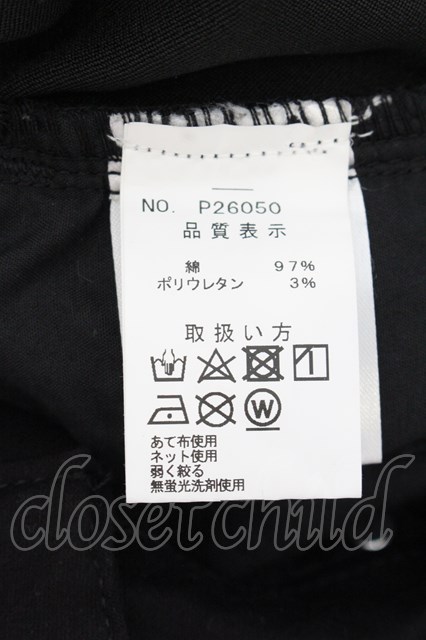 NO. P26050
品質表示
綿 97%
ポリウレタン 3%
取扱い方
W
あて布使用
ネット使用
弱く絞る
無蛍光洗剤使用
closet child